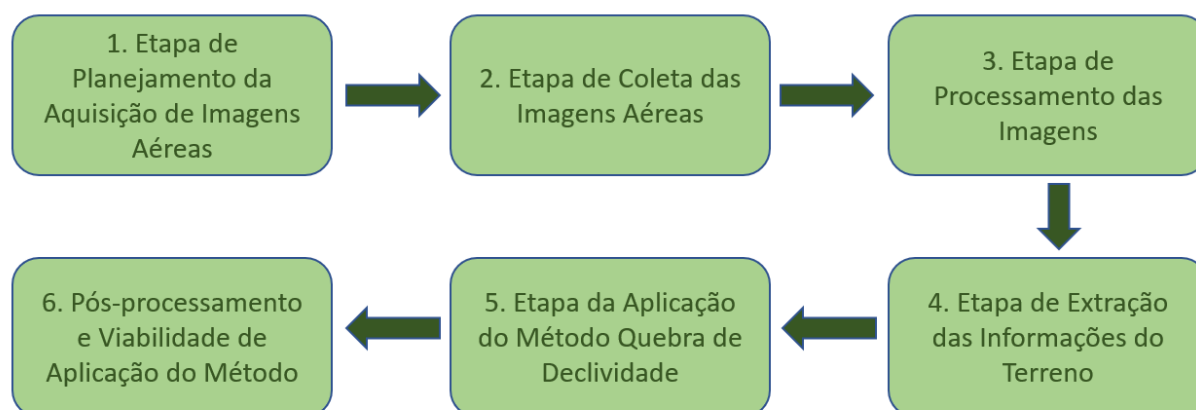 1. Etapa de
Planejamento da
Aquisição de Imagens
Aéreas
2. Etapa de Coleta das
Imagens Aéreas
3. Etapa de
Processamento das
Imagens
4. Etapa de Extração
das Informações do
Terreno
5. Etapa da Aplicação
do Método Quebra de
Declividade
6. Pós-processamento
e Viabilidade de
Aplicação do Método